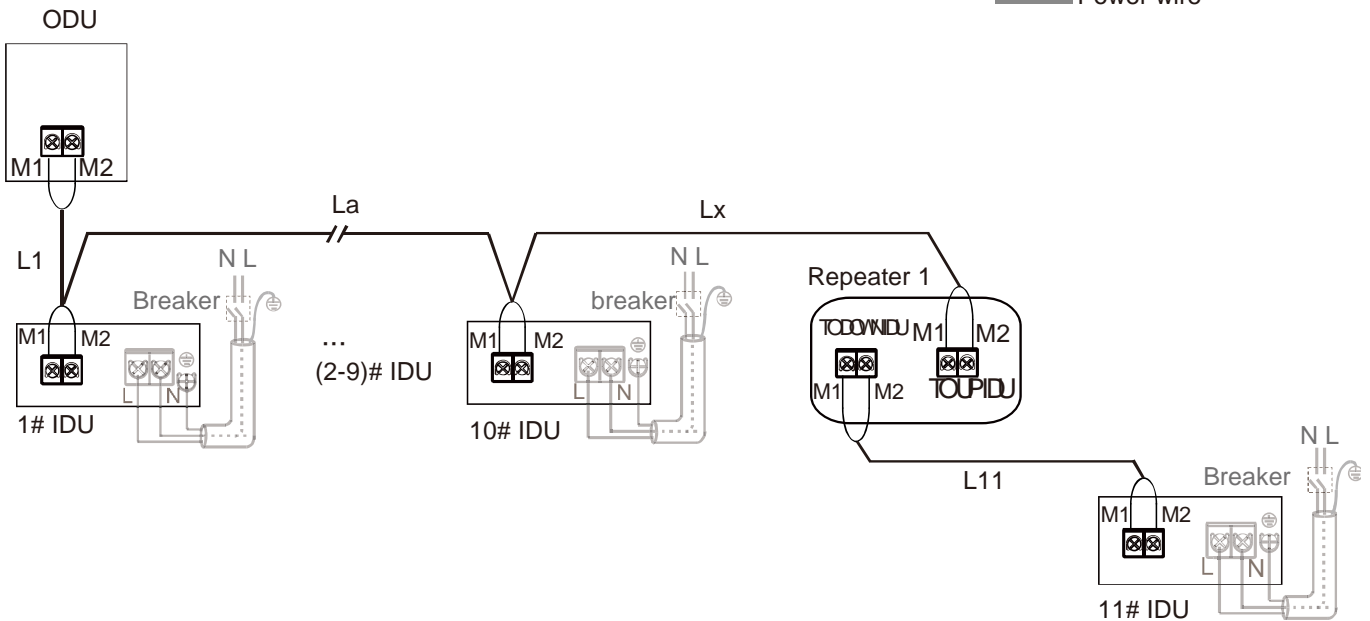 Power wire
ODU
M1 M2
La
Lx
L1
N L
N L
Repeater 1
Breaker
breaker
TODOWNIDU M1 M2
M1 M2
...
M1 M2
(2-9)# IDU
M1 M2
TOUPIDU
L N
L N
1# IDU
10# IDU
N L
L11
Breaker
M1 M2
L N
11# IDU